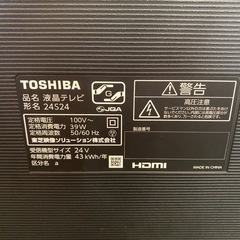 TOSHIBA
品名 液晶テレビ
形名 24S24
JQA
定格電圧 100V~
定格消費電力 39W
定格周波数 50/60 Hz
東芝映像ソリューション株式会社
受信機型サイズ 24V
年間消費電力量 43 kWh/年
区分名 a
警告
高圧注意
製造番号
HDMI
MADE IN CHINA